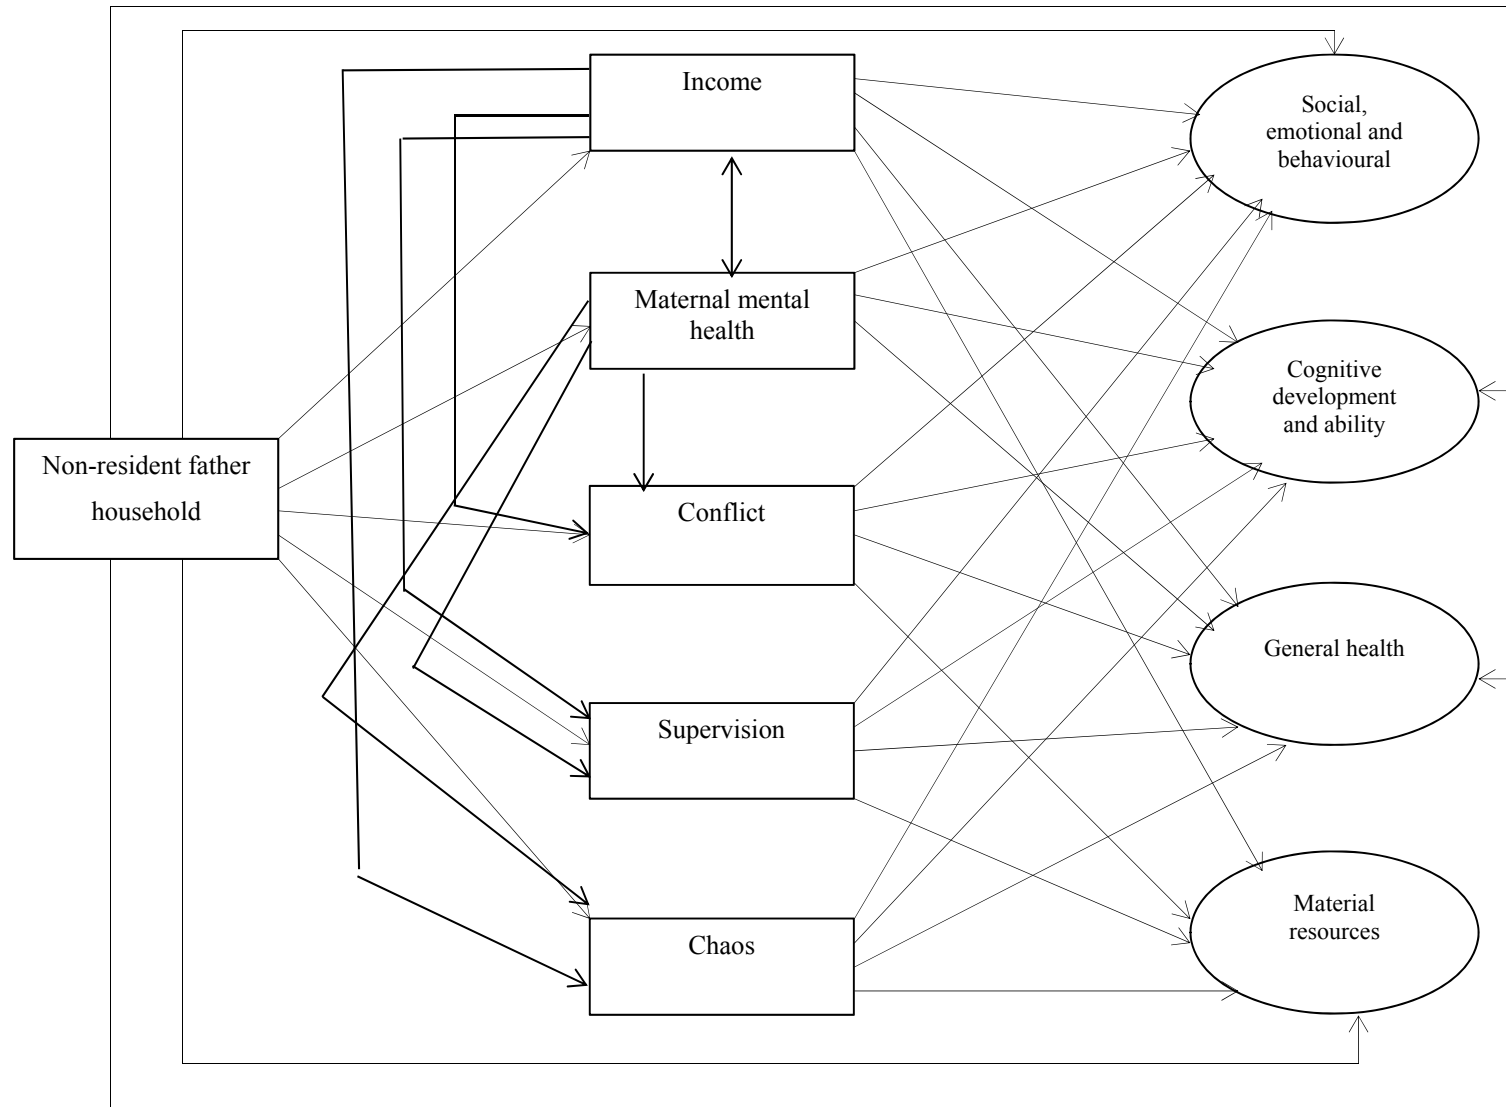 Income
Social,
emotional and
behavioural
Maternal mental
health
Cognitive
development
and ability
Non-resident father
household
Conflict
General health
Supervision
Material
resources
Chaos